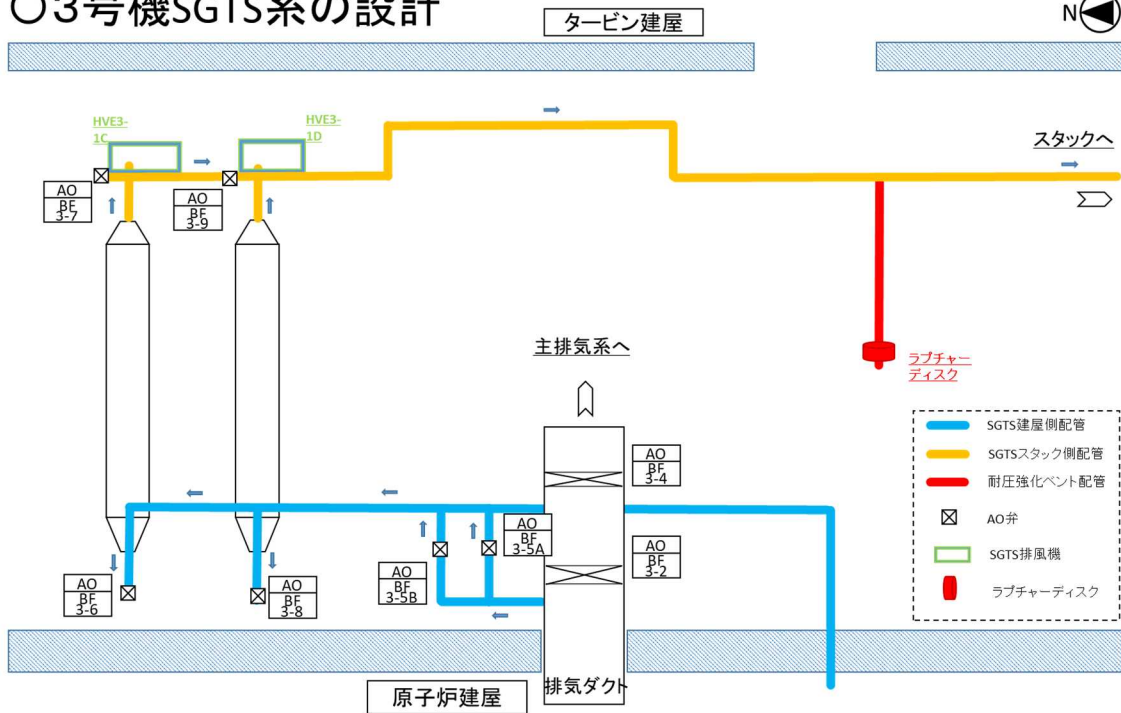 ○3号機SGTS系の設計
タービン建屋
N
HVE3-
1C
HVE3-
1D
スタックへ
AO
BF
3-7
AO
BF
3-9
主排気系へ
ラプチャー
ディスク
AO
BF
3-4
AO
BF
3-5A
AO
BF
3-2
AO
BF
3-5B
AO
BF
3-6
AO
BF
3-8
SGTS建屋側配管
SGTSスタック側配管
耐圧強化ベント配管
AO弁
SGTS排風機
ラプチャーディスク
原子炉建屋
排気ダクト